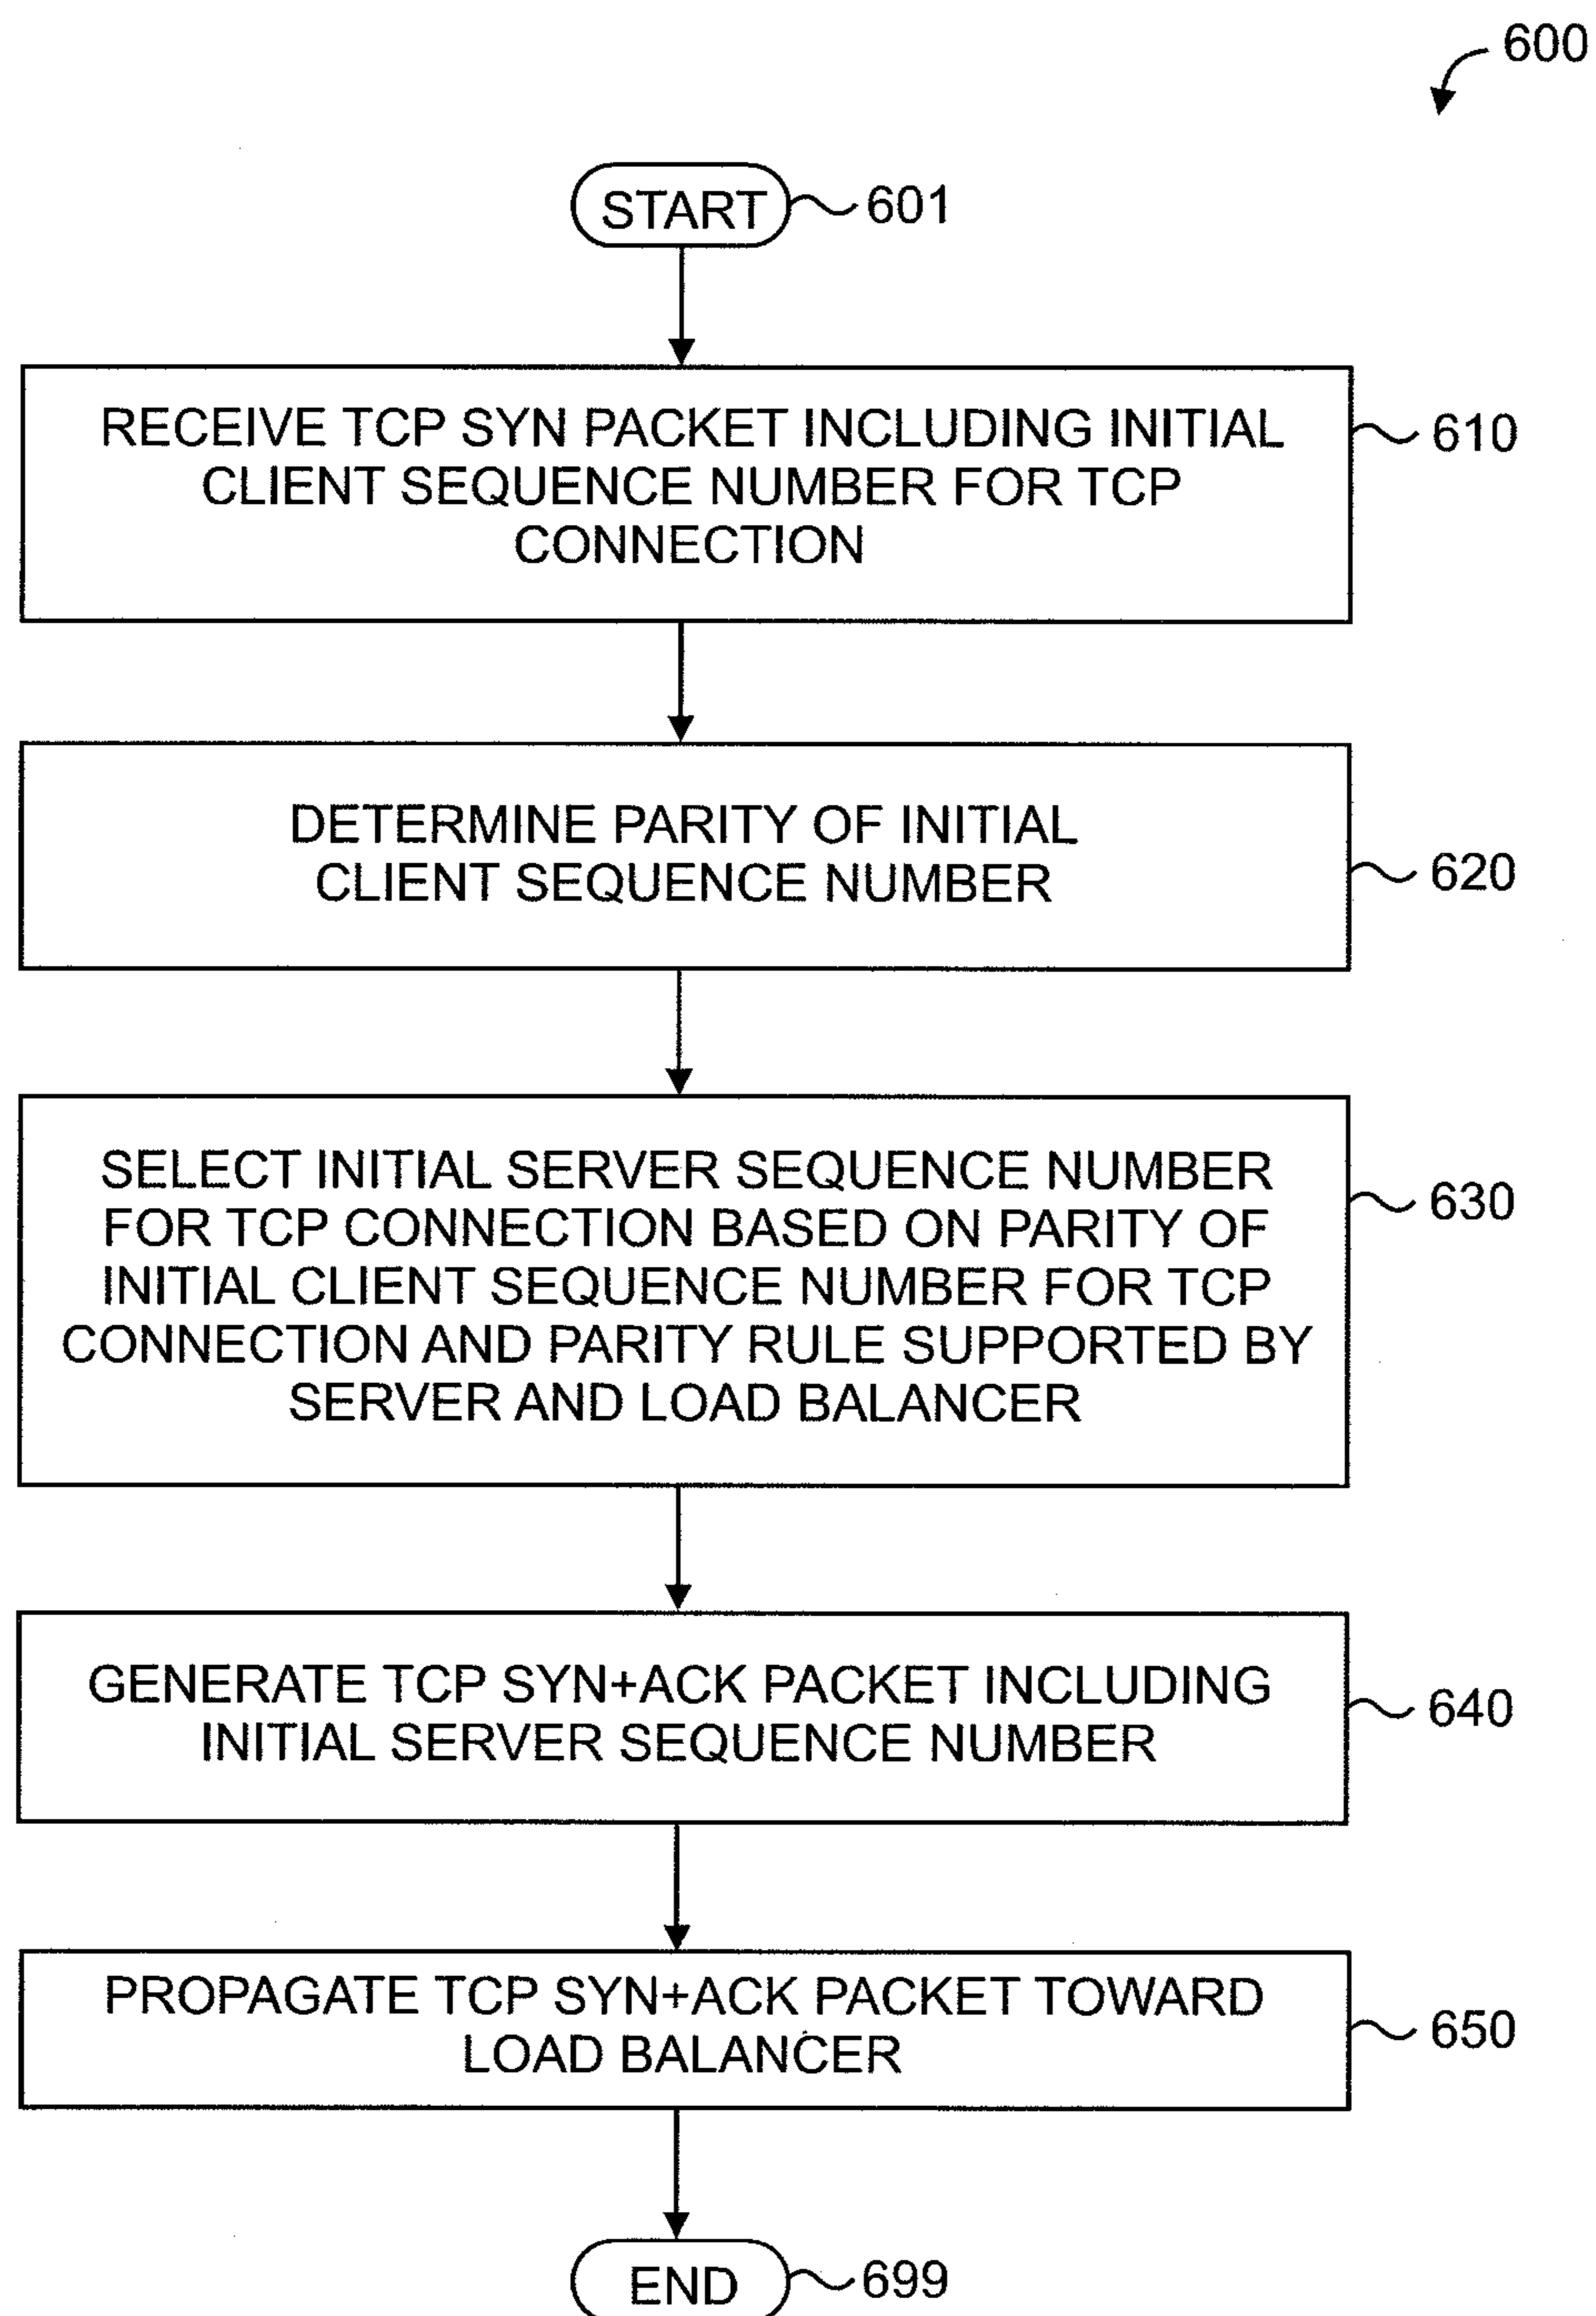 600
START
601
RECEIVE TCP SYN PACKET INCLUDING INITIAL
CLIENT SEQUENCE NUMBER FOR TCP
CONNECTION
610
DETERMINE PARITY OF INITIAL
CLIENT SEQUENCE NUMBER
620
SELECT INITIAL SERVER SEQUENCE NUMBER
FOR TCP CONNECTION BASED ON PARITY OF
INITIAL CLIENT SEQUENCE NUMBER FOR TCP
CONNECTION AND PARITY RULE SUPPORTED BY
SERVER AND LOAD BALANCER
630
GENERATE TCP SYN+ACK PACKET INCLUDING
INITIAL SERVER SEQUENCE NUMBER
640
PROPAGATE TCP SYN+ACK PACKET TOWARD
LOAD BALANCER
650
END
699